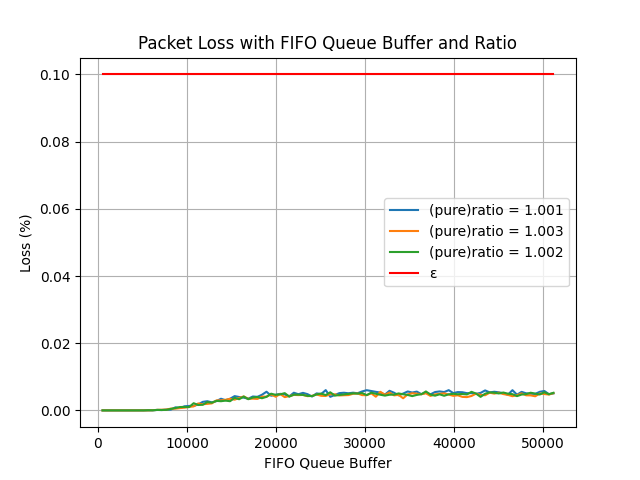 Packet Loss with FIFO Queue Buffer and Ratio
Loss (%)
0.10
0.08
0.06
0.04
0.02
0.00
(pure)ratio = 1.001
(pure)ratio = 1.003
(pure)ratio = 1.002
ε
0 10000 20000 30000 40000 50000
FIFO Queue Buffer